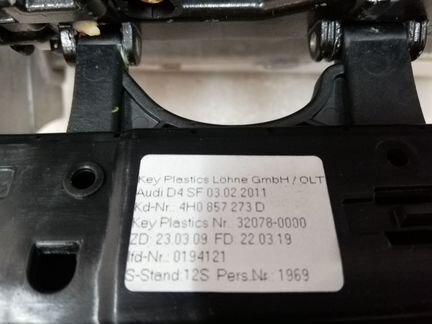 Key Plastics Löhne GmbH / OLT
Audi D4 SF 03.02.2011
Kd-Nr.: 4H0 857 273 D
Key Plastics Nr.: 32078-0000
ZD: 23.03.09 FD: 22.03.19
lfd-Nr.: 0194121
S-Stand:12S Pers.Nr.: 1969